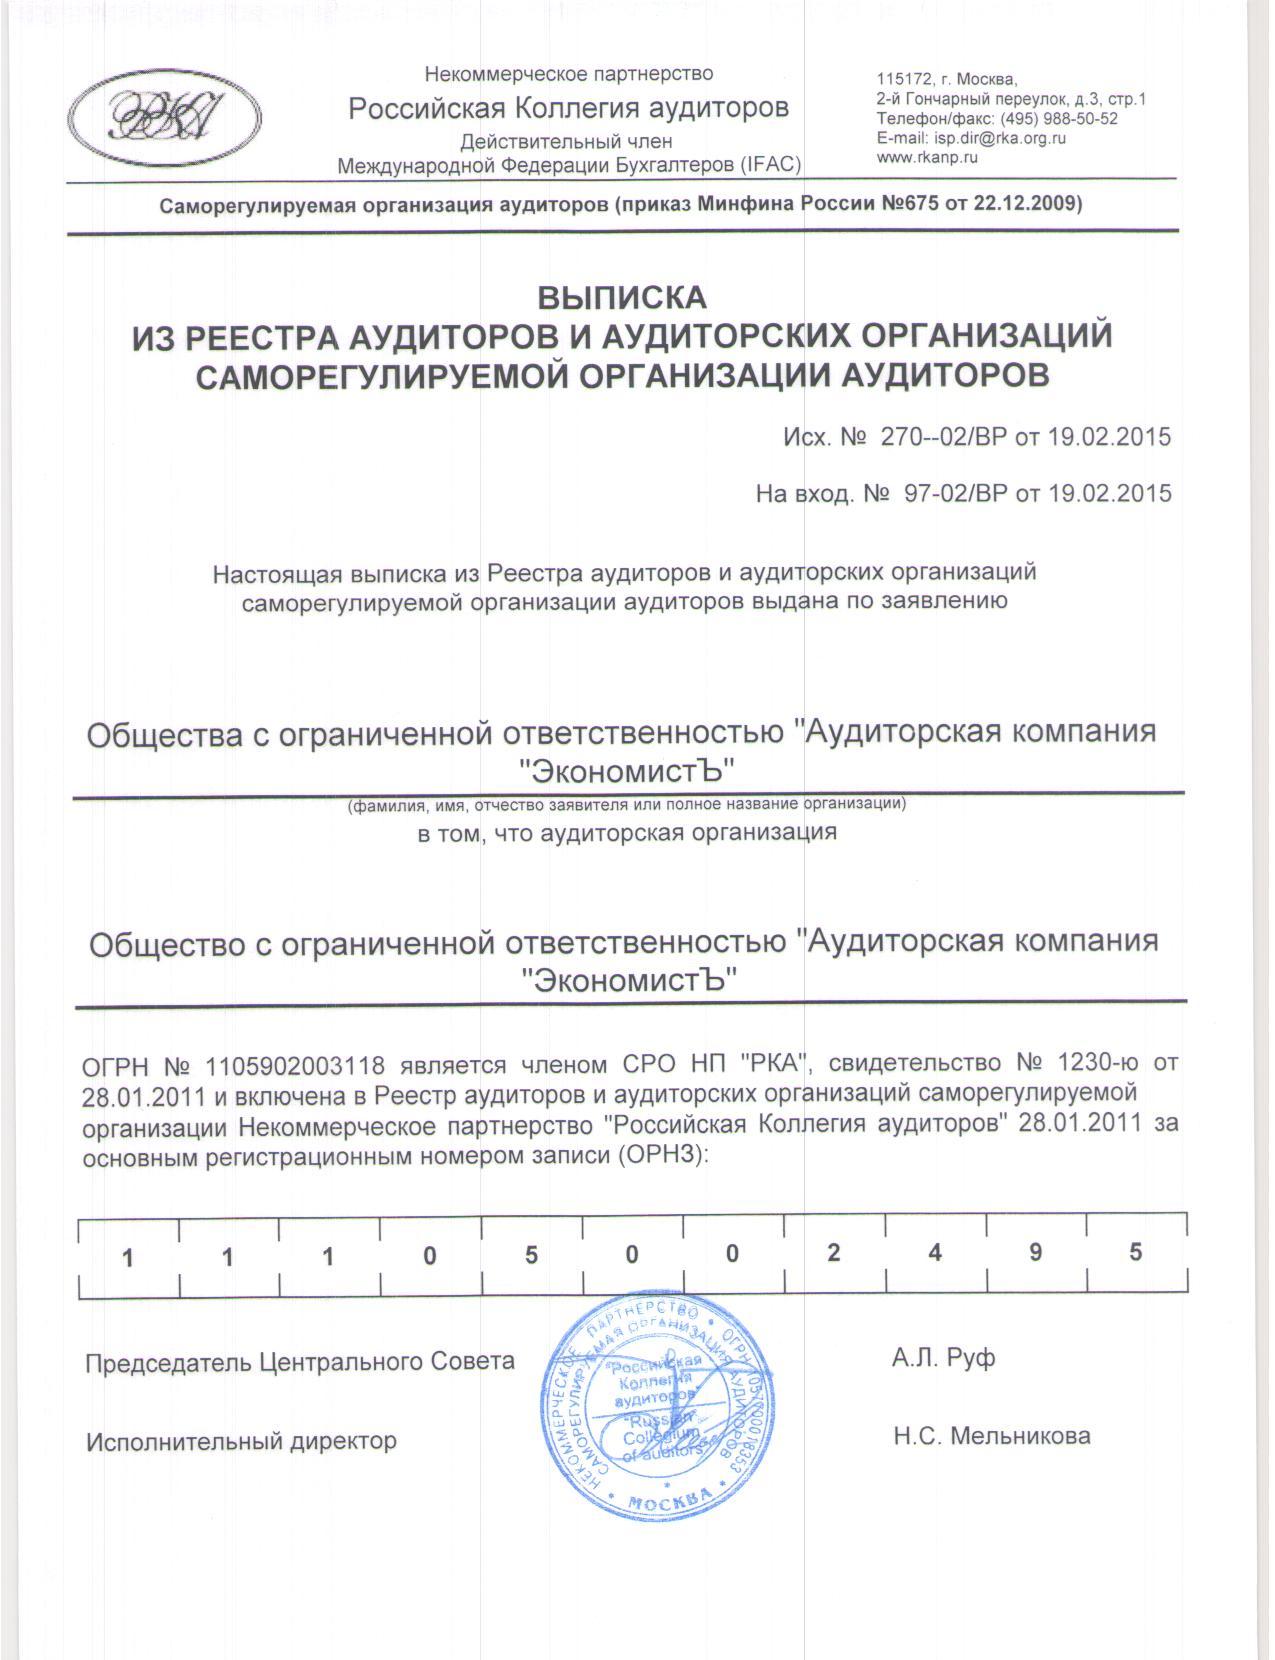 РКА
Некоммерческое партнерство
Российская Коллегия аудиторов
Действительный член
Международной Федерации Бухгалтеров (IFAC)
115172, г. Москва,
2-й Гончарный переулок, д.3, стр.1
Телефон/факс: (495) 988-50-52
E-mail: isp.dir@rka.org.ru
www.rkanp.ru
Саморегулируемая организация аудиторов (приказ Минфина России №675 от 22.12.2009)
ВЫПИСКА
ИЗ РЕЕСТРА АУДИТОРОВ И АУДИТОРСКИХ ОРГАНИЗАЦИЙ
САМОРЕГУЛИРУЕМОЙ ОРГАНИЗАЦИИ АУДИТОРОВ
Исх. № 270--02/ВР от 19.02.2015
На вход. № 97-02/ВР от 19.02.2015
Настоящая выписка из Реестра аудиторов и аудиторских организаций
саморегулируемой организации аудиторов выдана по заявлению
Общества с ограниченной ответственностью "Аудиторская компания
"ЭкономистЪ"
(фамилия, имя, отчество заявителя или полное название организации)
в том, что аудиторская организация
Общество с ограниченной ответственностью "Аудиторская компания
"ЭкономистЪ"
ОГРН № 1105902003118 является членом СРО НП "РКА", свидетельство № 1230-ю от
28.01.2011 и включена в Реестр аудиторов и аудиторских организаций саморегулируемой
организации Некоммерческое партнерство "Российская Коллегия аудиторов" 28.01.2011 за
основным регистрационным номером записи (ОРНЗ):
1 1 1 0 5 0 0 2 4 9 5
Председатель Центрального Совета
А.Л. Руф
Исполнительный директор
Н.С. Мельникова
НЕКОММЕРЧЕСКОЕ ПАРТНЕРСТВО • ОГРН
САМОРЕГУЛИРУЕМАЯ ОРГАНИЗАЦИЯ АУДИТОРОВ
"Российская
Коллегия
аудиторов"
"Russian
Collegium
of auditors"
• МОСКВА •